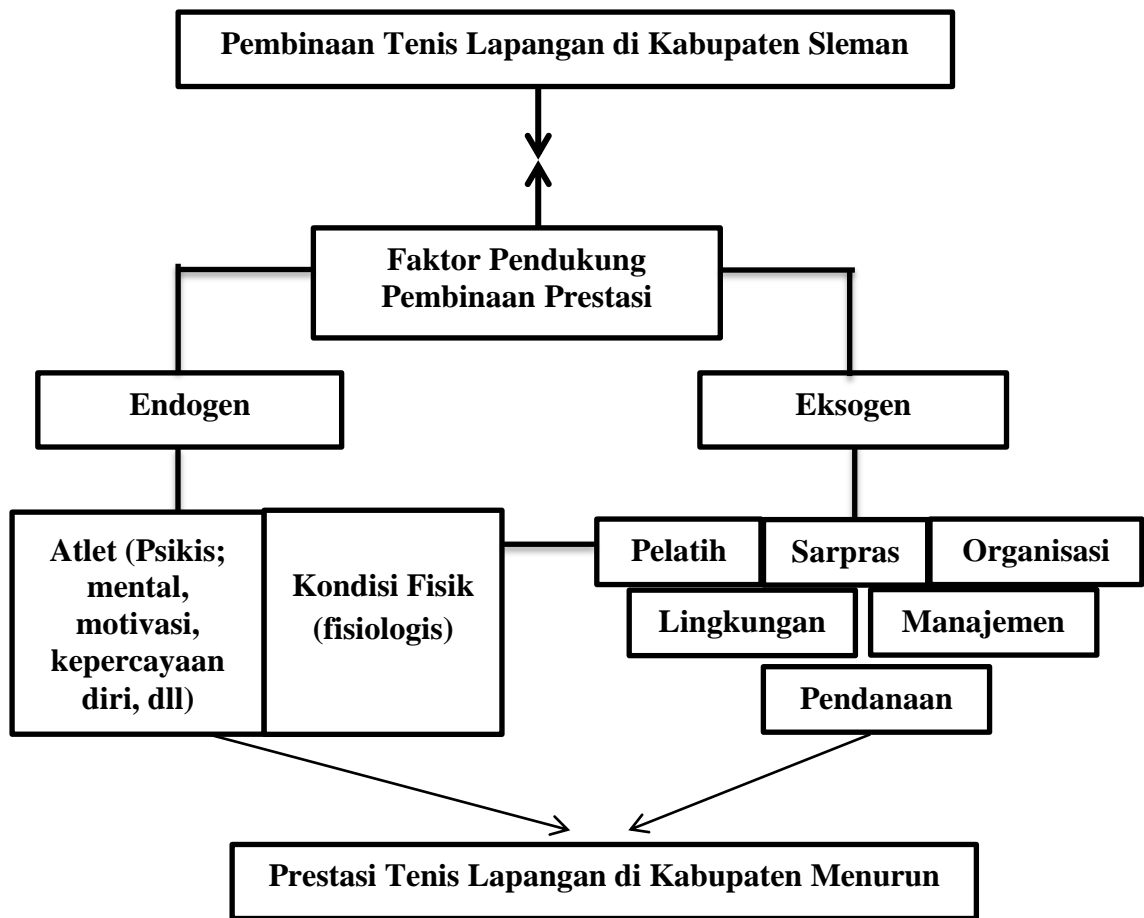 Pembinaan Tenis Lapangan di Kabupaten Sleman
Faktor Pendukung
Pembinaan Prestasi
Endogen
Eksogen
Atlet (Psikis;
mental,
motivasi,
kepercayaan
diri, dll)
Kondisi Fisik
(fisiologis)
Pelatih
Sarpras
Organisasi
Lingkungan
Manajemen
Pendanaan
Prestasi Tenis Lapangan di Kabupaten Menurun